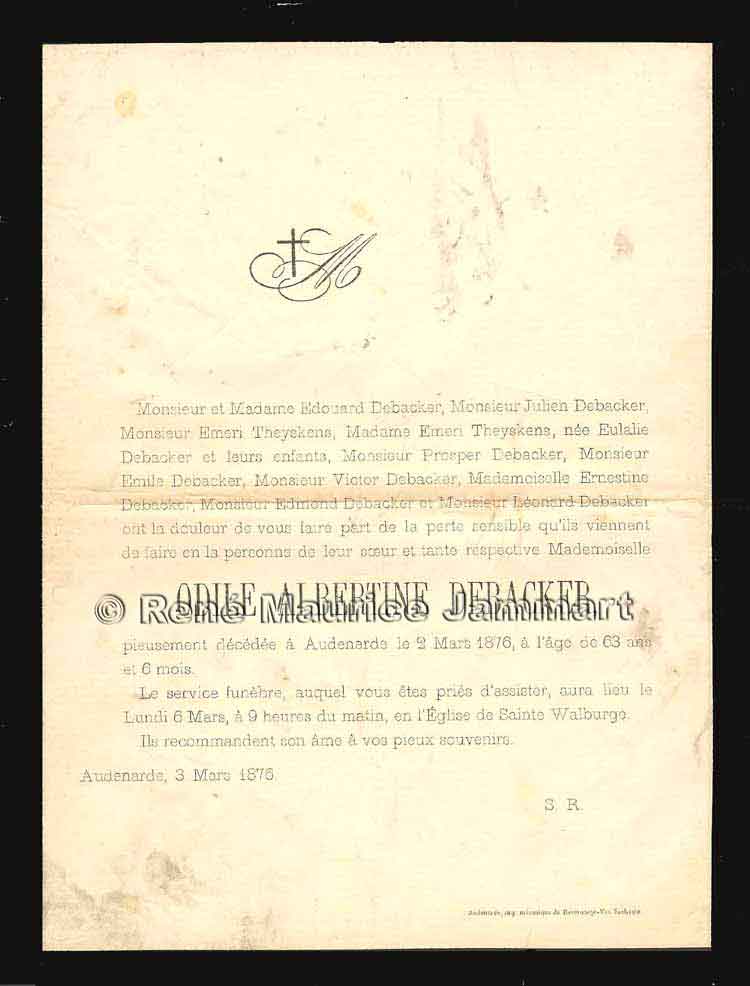 M
Monsieur et Madame Edouard Debacker, Monsieur Julien Debacker,
Monsieur Emeri Theyskens, Madame Emeri Theyskens, née Eulalie
Debacker et leurs enfants, Monsieur Prosper Debacker, Monsieur
Emile Debacker, Monsieur Victor Debacker, Mademoiselle Ernestine
Debacker, Monsieur Edmond Debacker et Monsieur Léonard Debacker
ont la douleur de vous faire part de la perte sensible qu'ils viennent
de faire en la personne de leur sœur et tante respective Mademoiselle
ODILE ALBERTINE DEBACKER
© René Maurice Jammart
pieusement décédée à Audenarde le 2 Mars 1876, à l'âge de 63 ans
et 6 mois.
Le service funèbre, auquel vous êtes priés d'assister, aura lieu le
Lundi 6 Mars, à 9 heures du matin, en l'Église de Sainte Walburge.
Ils recommandent son âme à vos pieux souvenirs.
Audenarde, 3 Mars 1876.
S. R.
Audenarde, imp. mécanique de